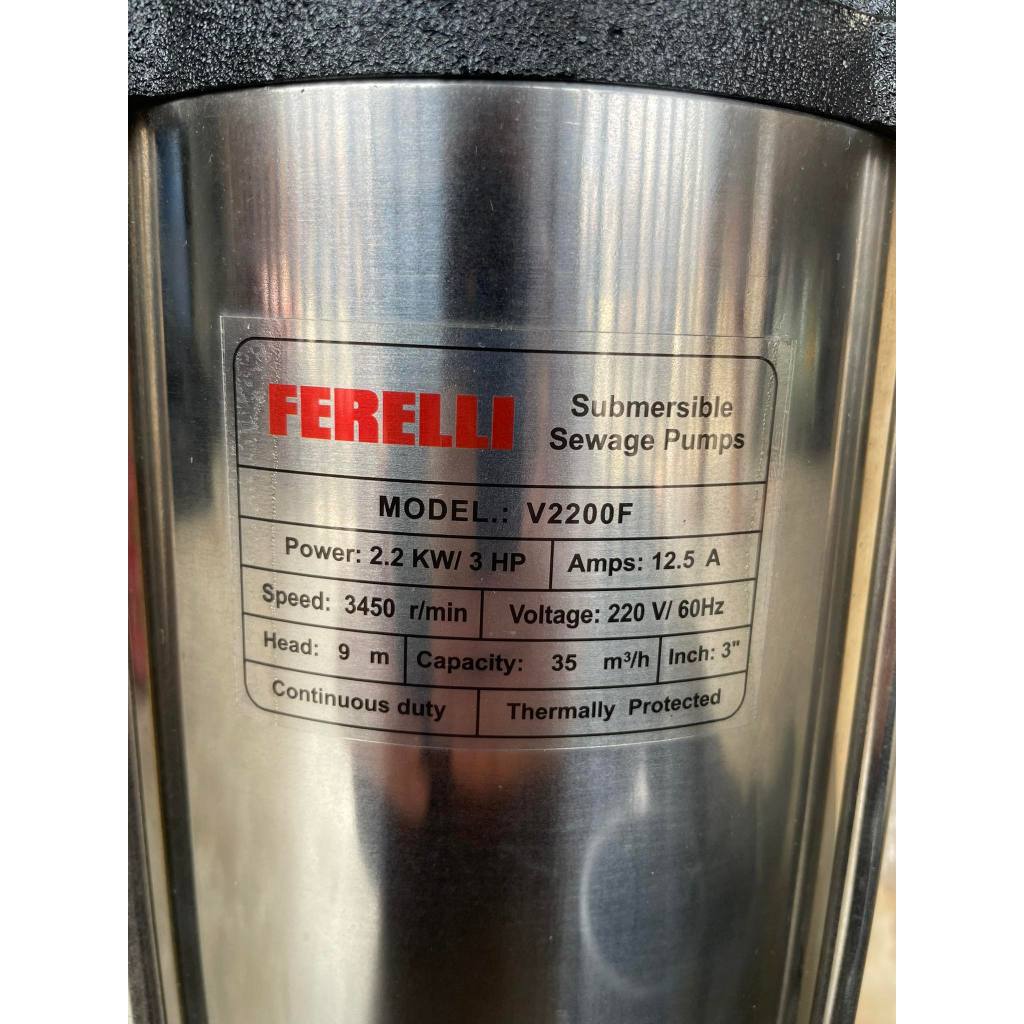 FERELLI
Submersible
Sewage Pumps
MODEL.: V2200F
Power: 2.2 KW/ 3 HP Amps: 12.5 A
Speed: 3450 r/min Voltage: 220 V/ 60Hz
Head: 9 m Capacity: 35 m³/h Inch: 3"
Continuous duty Thermally Protected